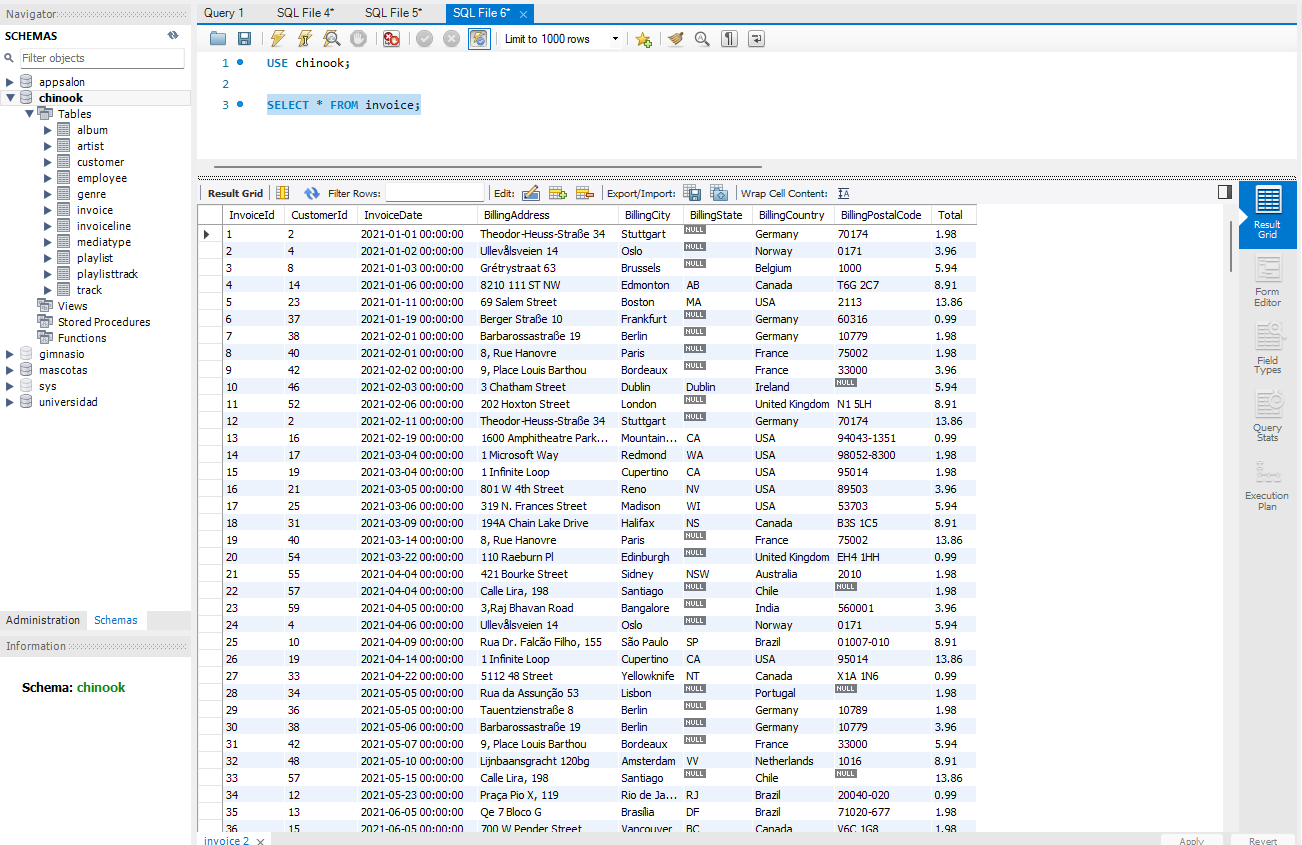 Navigator
SCHEMAS
Filter objects
appsalon
chinook
Tables
album
artist
customer
employee
genre
invoice
invoiceline
mediatype
playlist
playlisttrack
track
Views
Stored Procedures
Functions
gimnasio
mascotas
sys
universidad
Administration Schemas
Information
Schema: chinook
Query 1 SQL File 4* SQL File 5* SQL File 6*
Limit to 1000 rows
1 USE chinook;
2
3 SELECT * FROM invoice;
Result Grid Filter Rows: Edit: Export/Import: Wrap Cell Content:
InvoiceId CustomerId InvoiceDate BillingAddress BillingCity BillingState BillingCountry BillingPostalCode Total
1 2 2021-01-01 00:00:00 Theodor-Heuss-Straße 34 Stuttgart NULL Germany 70174 1.98
2 4 2021-01-02 00:00:00 Ullevålsveien 14 Oslo NULL Norway 0171 3.96
3 8 2021-01-03 00:00:00 Grétrystraat 63 Brussels NULL Belgium 1000 5.94
4 14 2021-01-06 00:00:00 8210 111 ST NW Edmonton AB Canada T6G 2C7 8.91
5 23 2021-01-11 00:00:00 69 Salem Street Boston MA USA 2113 13.86
6 37 2021-01-19 00:00:00 Berger Straße 10 Frankfurt NULL Germany 60316 0.99
7 38 2021-02-01 00:00:00 Barbarossastraße 19 Berlin NULL Germany 10779 1.98
8 40 2021-02-01 00:00:00 8, Rue Hanovre Paris NULL France 75002 1.98
9 42 2021-02-02 00:00:00 9, Place Louis Barthou Bordeaux NULL France 33000 3.96
10 46 2021-02-03 00:00:00 3 Chatham Street Dublin Dublin Ireland NULL 5.94
11 52 2021-02-06 00:00:00 202 Hoxton Street London NULL United Kingdom N1 5LH 8.91
12 2 2021-02-11 00:00:00 Theodor-Heuss-Straße 34 Stuttgart NULL Germany 70174 13.86
13 16 2021-02-19 00:00:00 1600 Amphitheatre Park... Mountain... CA USA 94043-1351 0.99
14 17 2021-03-04 00:00:00 1 Microsoft Way Redmond WA USA 98052-8300 1.98
15 19 2021-03-04 00:00:00 1 Infinite Loop Cupertino CA USA 95014 1.98
16 21 2021-03-05 00:00:00 801 W 4th Street Reno NV USA 89503 3.96
17 25 2021-03-06 00:00:00 319 N. Frances Street Madison WI USA 53703 5.94
18 31 2021-03-09 00:00:00 194A Chain Lake Drive Halifax NS Canada B3S 1C5 8.91
19 40 2021-03-14 00:00:00 8, Rue Hanovre Paris NULL France 75002 13.86
20 54 2021-03-22 00:00:00 110 Raeburn Pl Edinburgh NULL United Kingdom EH4 1HH 0.99
21 55 2021-04-04 00:00:00 421 Bourke Street Sidney NSW Australia 2010 1.98
22 57 2021-04-04 00:00:00 Calle Lira, 198 Santiago NULL Chile NULL 1.98
23 59 2021-04-05 00:00:00 3,Raj Bhavan Road Bangalore NULL India 560001 3.96
24 4 2021-04-06 00:00:00 Ullevålsveien 14 Oslo NULL Norway 0171 5.94
25 10 2021-04-09 00:00:00 Rua Dr. Falcão Filho, 155 São Paulo SP Brazil 01007-010 8.91
26 19 2021-04-14 00:00:00 1 Infinite Loop Cupertino CA USA 95014 13.86
27 33 2021-04-22 00:00:00 5112 48 Street Yellowknife NT Canada X1A 1N6 0.99
28 34 2021-05-05 00:00:00 Rua da Assunção 53 Lisbon NULL Portugal NULL 1.98
29 36 2021-05-05 00:00:00 Tauentzienstraße 8 Berlin NULL Germany 10789 1.98
30 38 2021-05-06 00:00:00 Barbarossastraße 19 Berlin NULL Germany 10779 3.96
31 42 2021-05-07 00:00:00 9, Place Louis Barthou Bordeaux NULL France 33000 5.94
32 48 2021-05-10 00:00:00 Lijnbaansgracht 120bg Amsterdam VV Netherlands 1016 8.91
33 57 2021-05-15 00:00:00 Calle Lira, 198 Santiago NULL Chile NULL 13.86
34 12 2021-05-23 00:00:00 Praça Pio X, 119 Rio de Ja... RJ Brazil 20040-020 0.99
35 13 2021-06-05 00:00:00 Qe 7 Bloco G Brasília DF Brazil 71020-677 1.98
36 15 2021-06-05 00:00:00 700 W Pender Street Vancouver BC Canada V6C 1G8 1.98
invoice 2
Apply Revert
Result
Grid
Form
Editor
Field
Types
Query
Stats
Execution
Plan